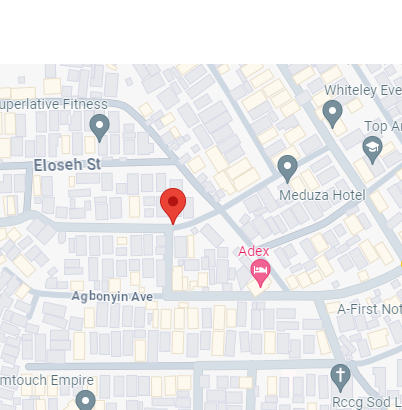 Whiteley Eve
uperlative Fitness
Top A
Eloseh St
Meduza Hotel
Adex
Agbonyin Ave
A-First Not
mtouch Empire
Rccg Sod L